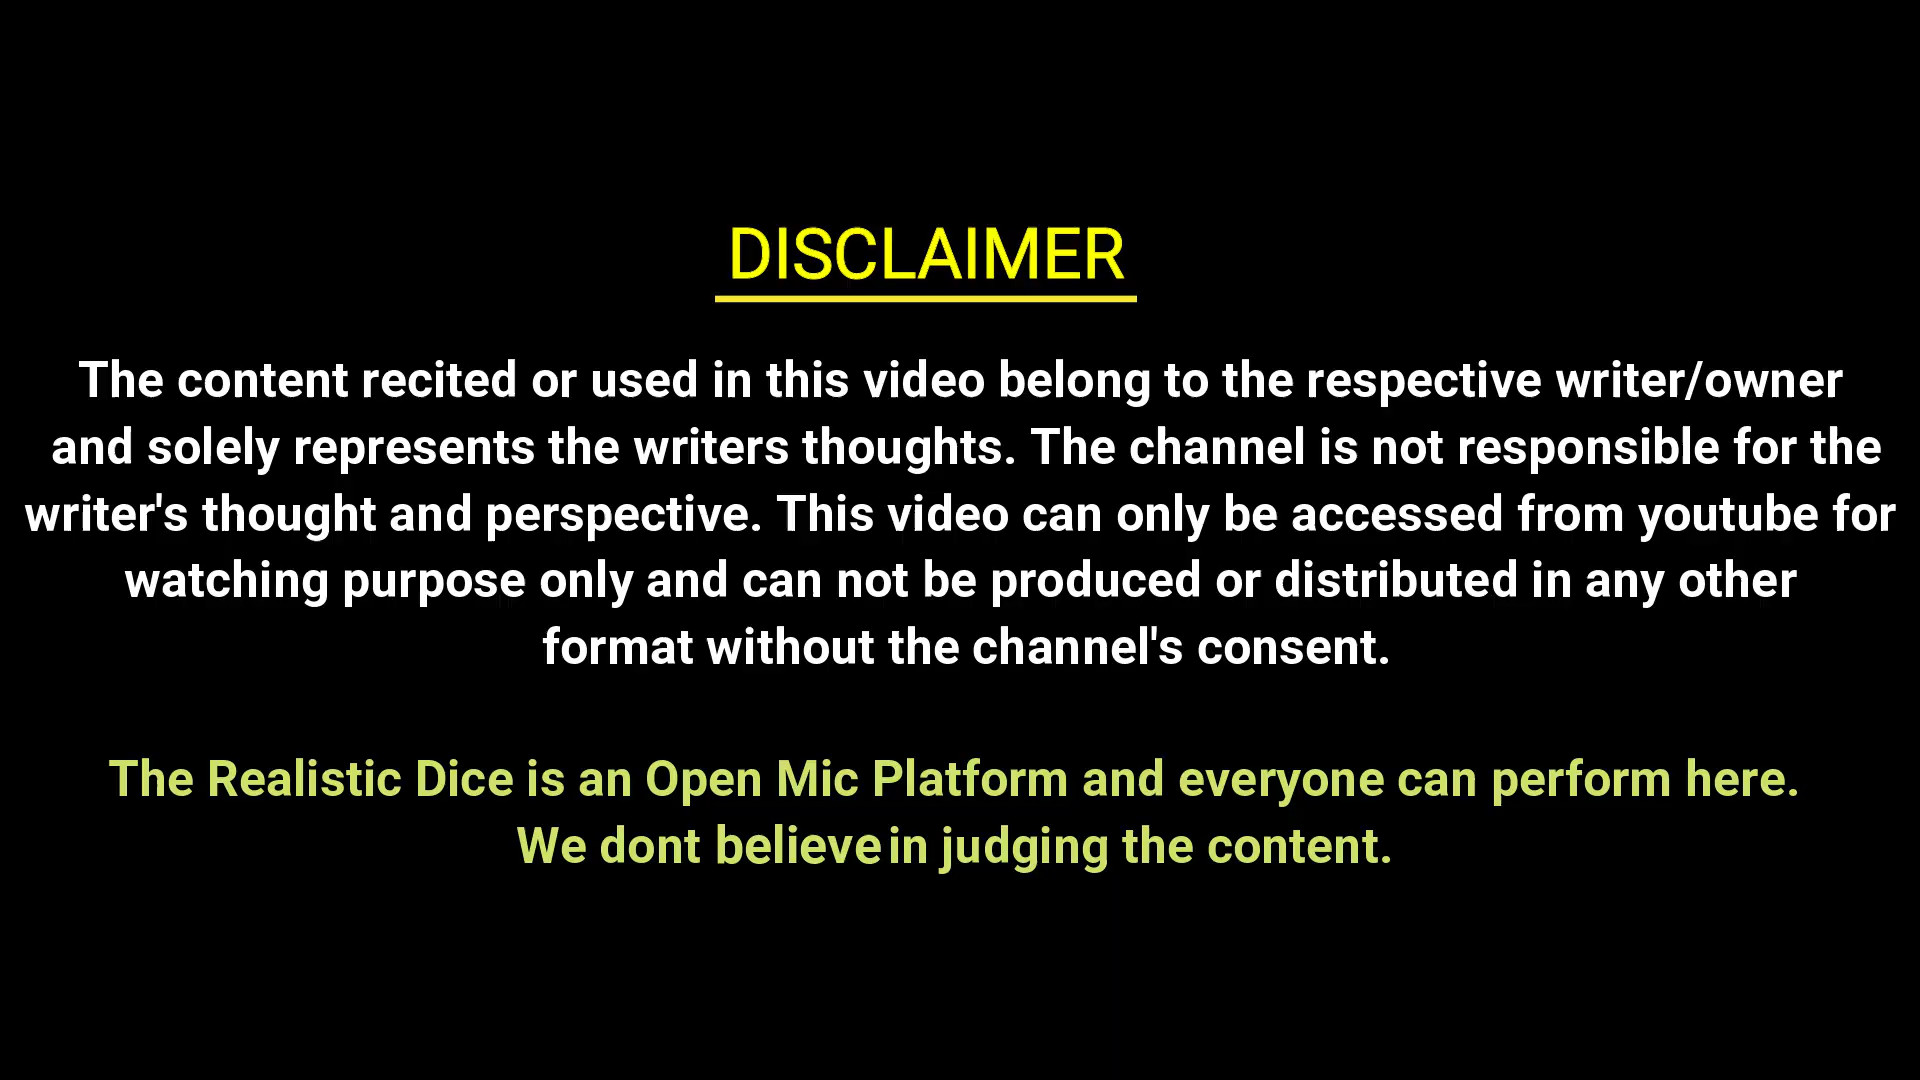 DISCLAIMER
The content recited or used in this video belong to the respective writer/owner
and solely represents the writers thoughts. The channel is not responsible for the
writer's thought and perspective. This video can only be accessed from youtube for
watching purpose only and can not be produced or distributed in any other
format without the channel's consent.
The Realistic Dice is an Open Mic Platform and everyone can perform here.
We dont believe in judging the content.